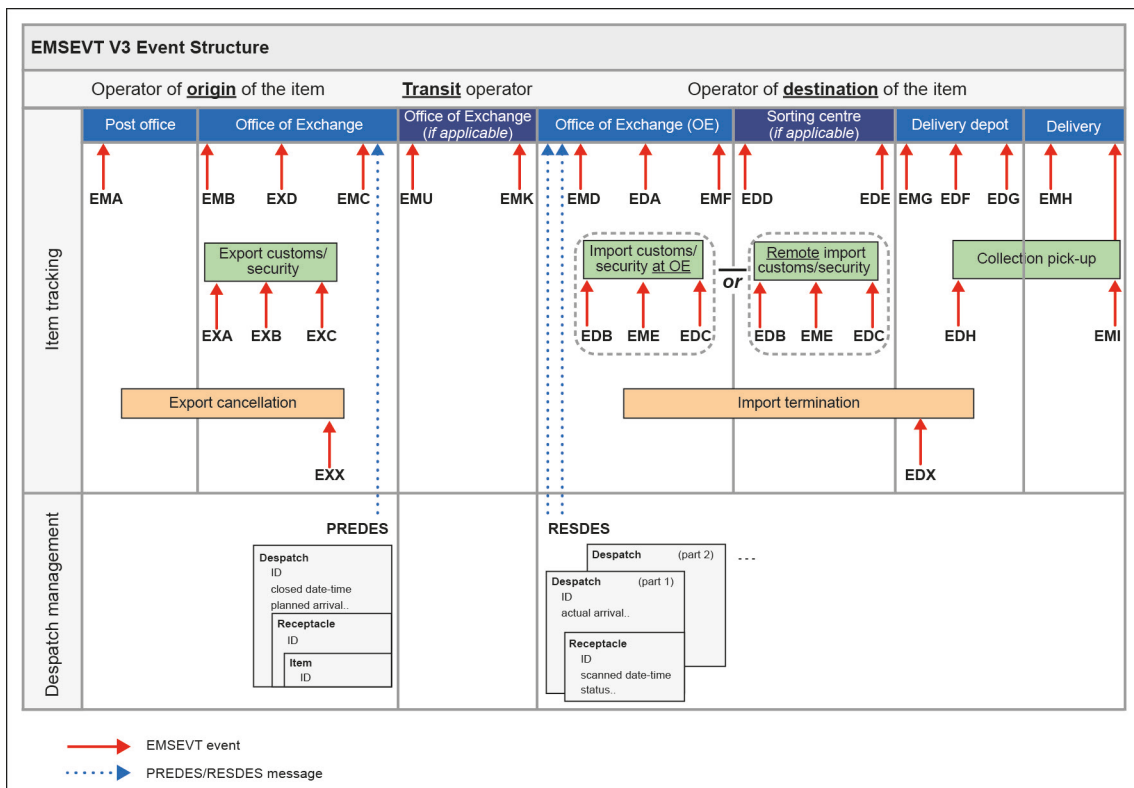 EMSEVT V3 Event Structure
Operator of origin of the item
Transit operator
Operator of destination of the item
Post office
Office of Exchange
Office of Exchange
(if applicable)
Office of Exchange (OE)
Sorting centre
(if applicable)
Delivery depot
Delivery
Item tracking
EMA
EMB
EXD
EMC
EMU
EMK
EMD
EDA
EMF
EDD
EDE
EMG
EDF
EDG
EMH
Export customs/
security
Import customs/
security at OE
or
Remote import
customs/security
Collection pick-up
EXA
EXB
EXC
EDB
EME
EDC
EDB
EME
EDC
EDH
EMI
Export cancellation
Import termination
EXX
EDX
Despatch management
PREDES
Despatch
ID
closed date-time
planned arrival..
Receptacle
ID
Item
ID
RESDES
Despatch (part 2)
...
Despatch (part 1)
ID
actual arrival..
Receptacle
ID
scanned date-time
status..
EMSEVT event
PREDES/RESDES message